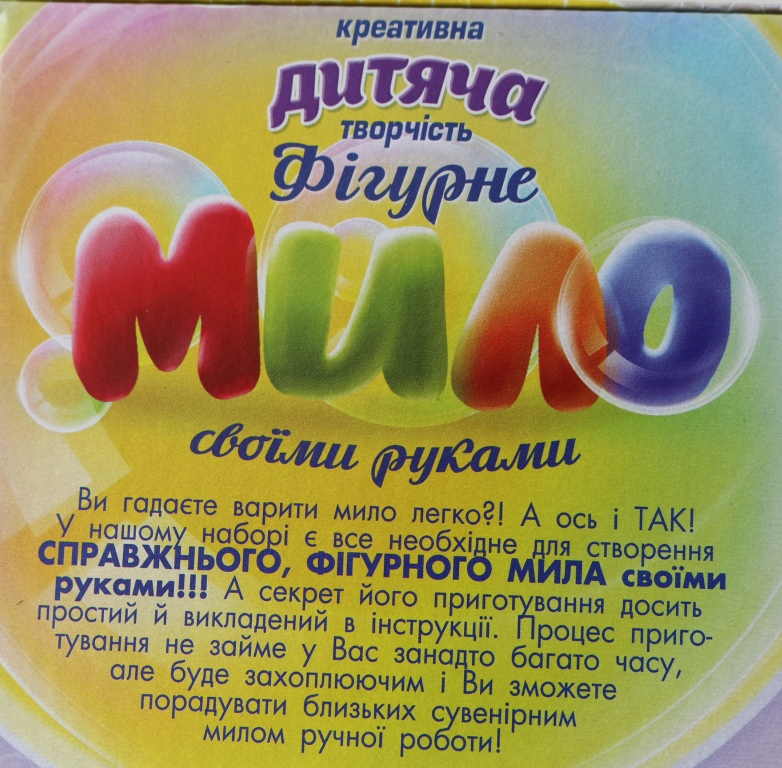 креативна
дитяча
творчість
Фігурне
мило
своїми руками
Ви гадаєте варити мило легко?! А ось і ТАК!
У нашому наборі є все необхідне для створення
СПРАВЖНЬОГО, ФІГУРНОГО МИЛА своїми
руками!!! А секрет його приготування досить
простий й викладений в інструкції. Процес приго-
тування не займе у Вас занадто багато часу,
але буде захоплюючим і Ви зможете
порадувати близьких сувенірним
милом ручної роботи!